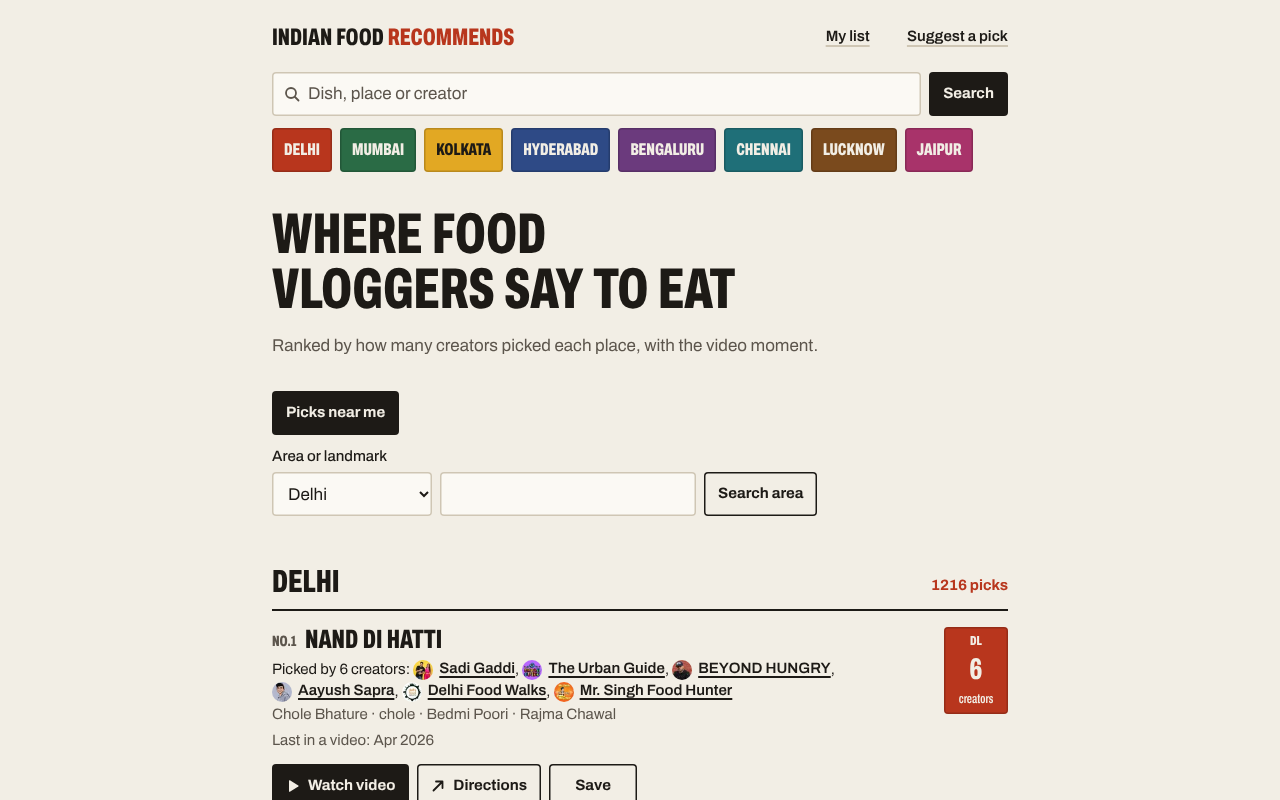 INDIAN FOOD RECOMMENDS
My list
Suggest a pick
Dish, place or creator
Search
DELHI
MUMBAI
KOLKATA
HYDERABAD
BENGALURU
CHENNAI
LUCKNOW
JAIPUR
WHERE FOOD
VLOGGERS SAY TO EAT
Ranked by how many creators picked each place, with the video moment.
Picks near me
Area or landmark
Delhi
Search area
DELHI
1216 picks
NO.1 NAND DI HATTI
Picked by 6 creators: Sadi Gaddi, The Urban Guide, BEYOND HUNGRY,
Aayush Sapra, Delhi Food Walks, Mr. Singh Food Hunter
Chole Bhature · chole · Bedmi Poori · Rajma Chawal
Last in a video: Apr 2026
DL
6
creators
Watch video
Directions
Save